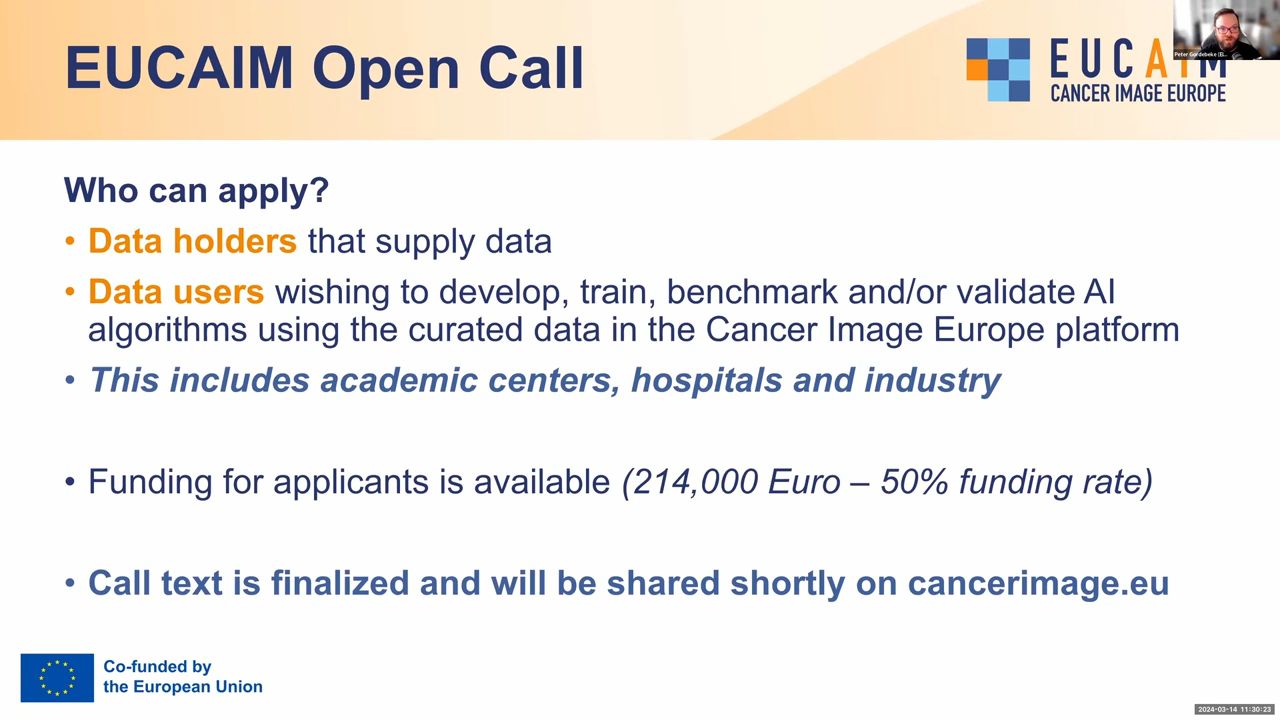 EUCAIM Open Call
EUCAIM
CANCER IMAGE EUROPE
Peter Gordebeke
Who can apply?
• Data holders that supply data
• Data users wishing to develop, train, benchmark and/or validate AI
algorithms using the curated data in the Cancer Image Europe platform
• This includes academic centers, hospitals and industry
• Funding for applicants is available (214,000 Euro – 50% funding rate)
• Call text is finalized and will be shared shortly on cancerimage.eu
Co-funded by
the European Union
2024-03-14 11:30:23